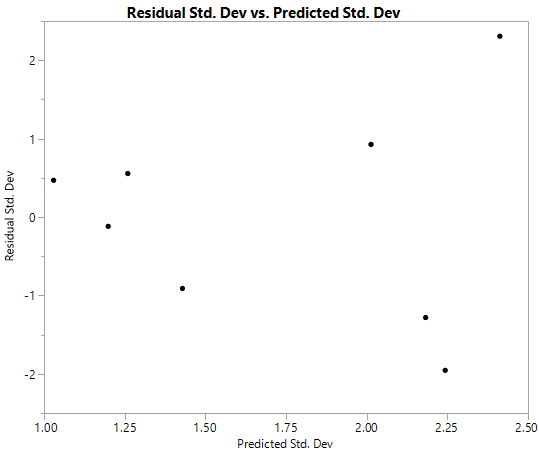 Residual Std. Dev vs. Predicted Std. Dev
Residual Std. Dev
2
1
0
-1
-2
1.00 1.25 1.50 1.75 2.00 2.25 2.50
Predicted Std. Dev